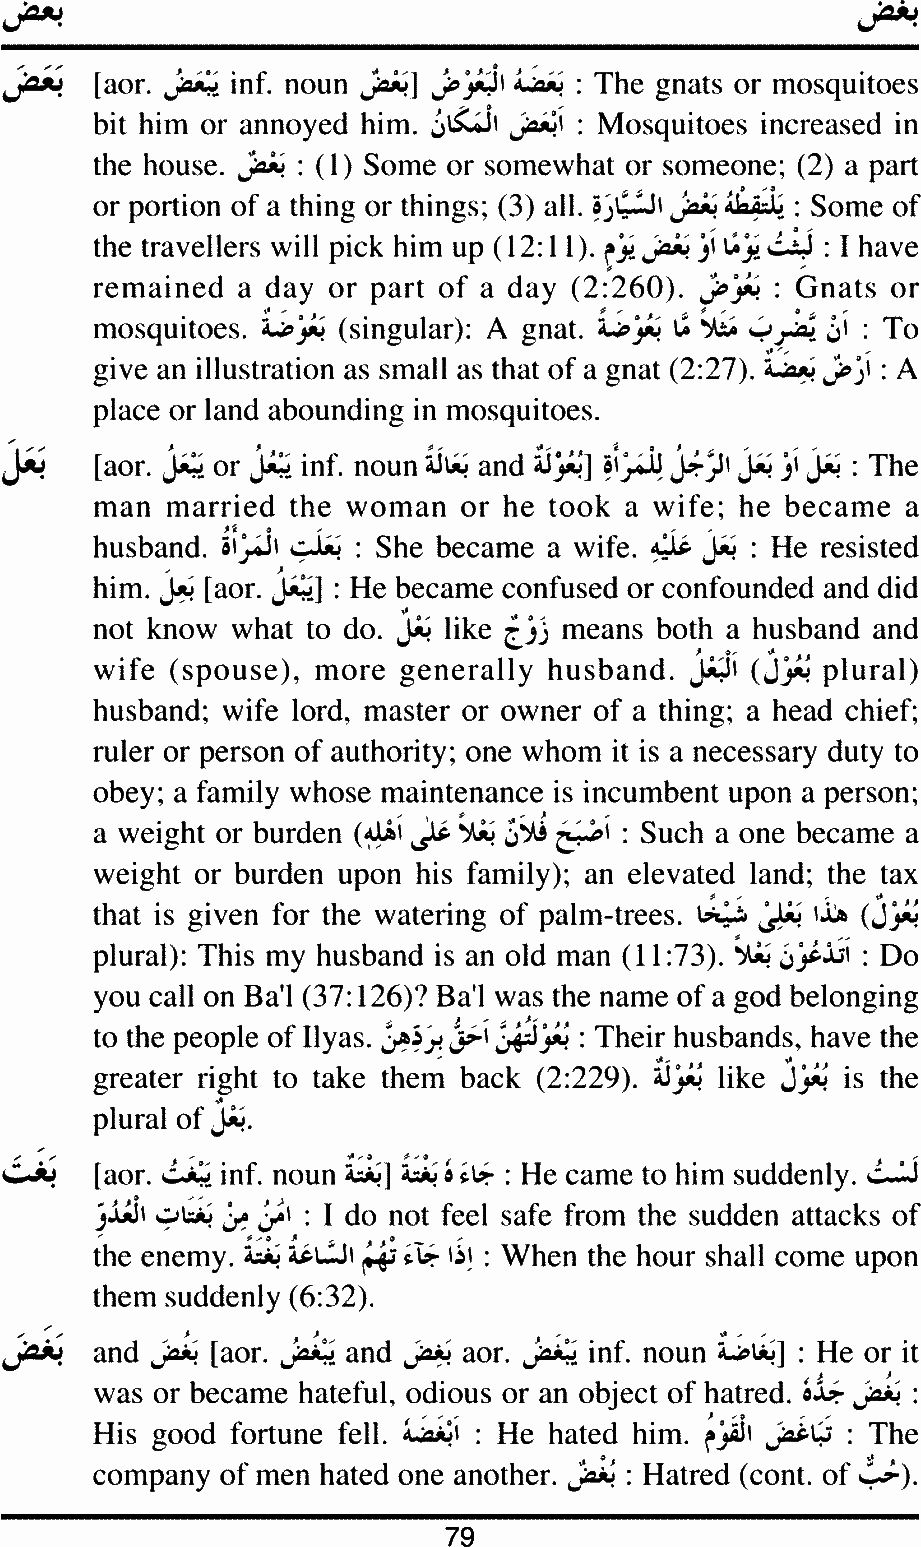 بعض بغض
بَعَضَ [aor. يَبْعَضُ inf. noun بَعْضٌ] بَعَضَهُ الْبَعُوْضُ : The gnats or mosquitoes
bit him or annoyed him. اَبْعَضَ الْمَكَانُ : Mosquitoes increased in
the house. بَعْضٌ : (1) Some or somewhat or someone; (2) a part
or portion of a thing or things; (3) all. يَلْتَقِطْهُ بَعْضُ السَّيَّارَةِ : Some of
the travellers will pick him up (12:11). لَبِثْتُ يَوْمًا اَوْ بَعْضَ يَوْمٍ : I have
remained a day or part of a day (2:260). بَعُوْضٌ : Gnats or
mosquitoes. بَعُوْضَةٌ (singular): A gnat. اَنْ يَّضْرِبَ مَثَلاً مَّا بَعُوْضَةً : To
give an illustration as small as that of a gnat (2:27). اَرْضٌ بَعِضَةٌ : A
place or land abounding in mosquitoes.
بَعَلَ [aor. يَبْعَلُ or يَبْعُلُ inf. noun بَعَالَةً and بُعُوْلَةٌ] بَعَلَ اَوْ بَعَلَ الرَّجُلُ لِلْمَرْأَةِ : The
man married the woman or he took a wife; he became a
husband. بَعَلَتِ الْمَرْأَةُ : She became a wife. بَعَلَ عَلَيْهِ : He resisted
him. بَعِلَ [aor. يَبْعَلُ] : He became confused or confounded and did
not know what to do. بَعْلٌ like زَوْجٌ means both a husband and
wife (spouse), more generally husband. اَلْبَعْلُ (بُعُوْلٌ plural)
husband; wife lord, master or owner of a thing; a head chief;
ruler or person of authority; one whom it is a necessary duty to
obey; a family whose maintenance is incumbent upon a person;
a weight or burden (اَصْبَحَ فُلاَنٌ بَعْلاً عَلٰى اَهْلِهٖ : Such a one became a
weight or burden upon his family); an elevated land; the tax
that is given for the watering of palm-trees. هٰذَا بَعْلِىْ شَيْخًا (بُعُوْلٌ
plural): This my husband is an old man (11:73). اَتَدْعُوْنَ بَعْلاً : Do
you call on Ba'l (37:126)? Ba'l was the name of a god belonging
to the people of Ilyas. بُعُوْلَتُهُنَّ اَحَقُّ بِرَدِّهِنَّ : Their husbands, have the
greater right to take them back (2:229). بُعُوْلَةٌ like بُعُوْلٌ is the
plural of بَعْلٌ.
بَغَتَ [aor. يَبْغَتُ inf. noun بَغْتَةٌ] جَاءَ هُ بَغْتَةً : He came to him suddenly. لَسْتُ
اٰمَنُ مِنْ بَغَتَاتِ الْعُدُوِّ : I do not feel safe from the sudden attacks of
the enemy. اِذَا جَآءَ تْهُمُ السَّاعَةُ بَغْتَةً : When the hour shall come upon
them suddenly (6:32).
بَغَضَ and بَغُضَ [aor. يَبْغُضُ and بَغِضَ aor. يَبْغَضُ inf. noun بَغَاضَةٌ] : He or it
was or became hateful, odious or an object of hatred. بَغُضَ جَدُّهُ :
His good fortune fell. اَبْغَضَهُ : He hated him. تَبَاغَضَ الْقَوْمُ : The
company of men hated one another. بُغْضٌ : Hatred (cont. of حُبٌّ).
79